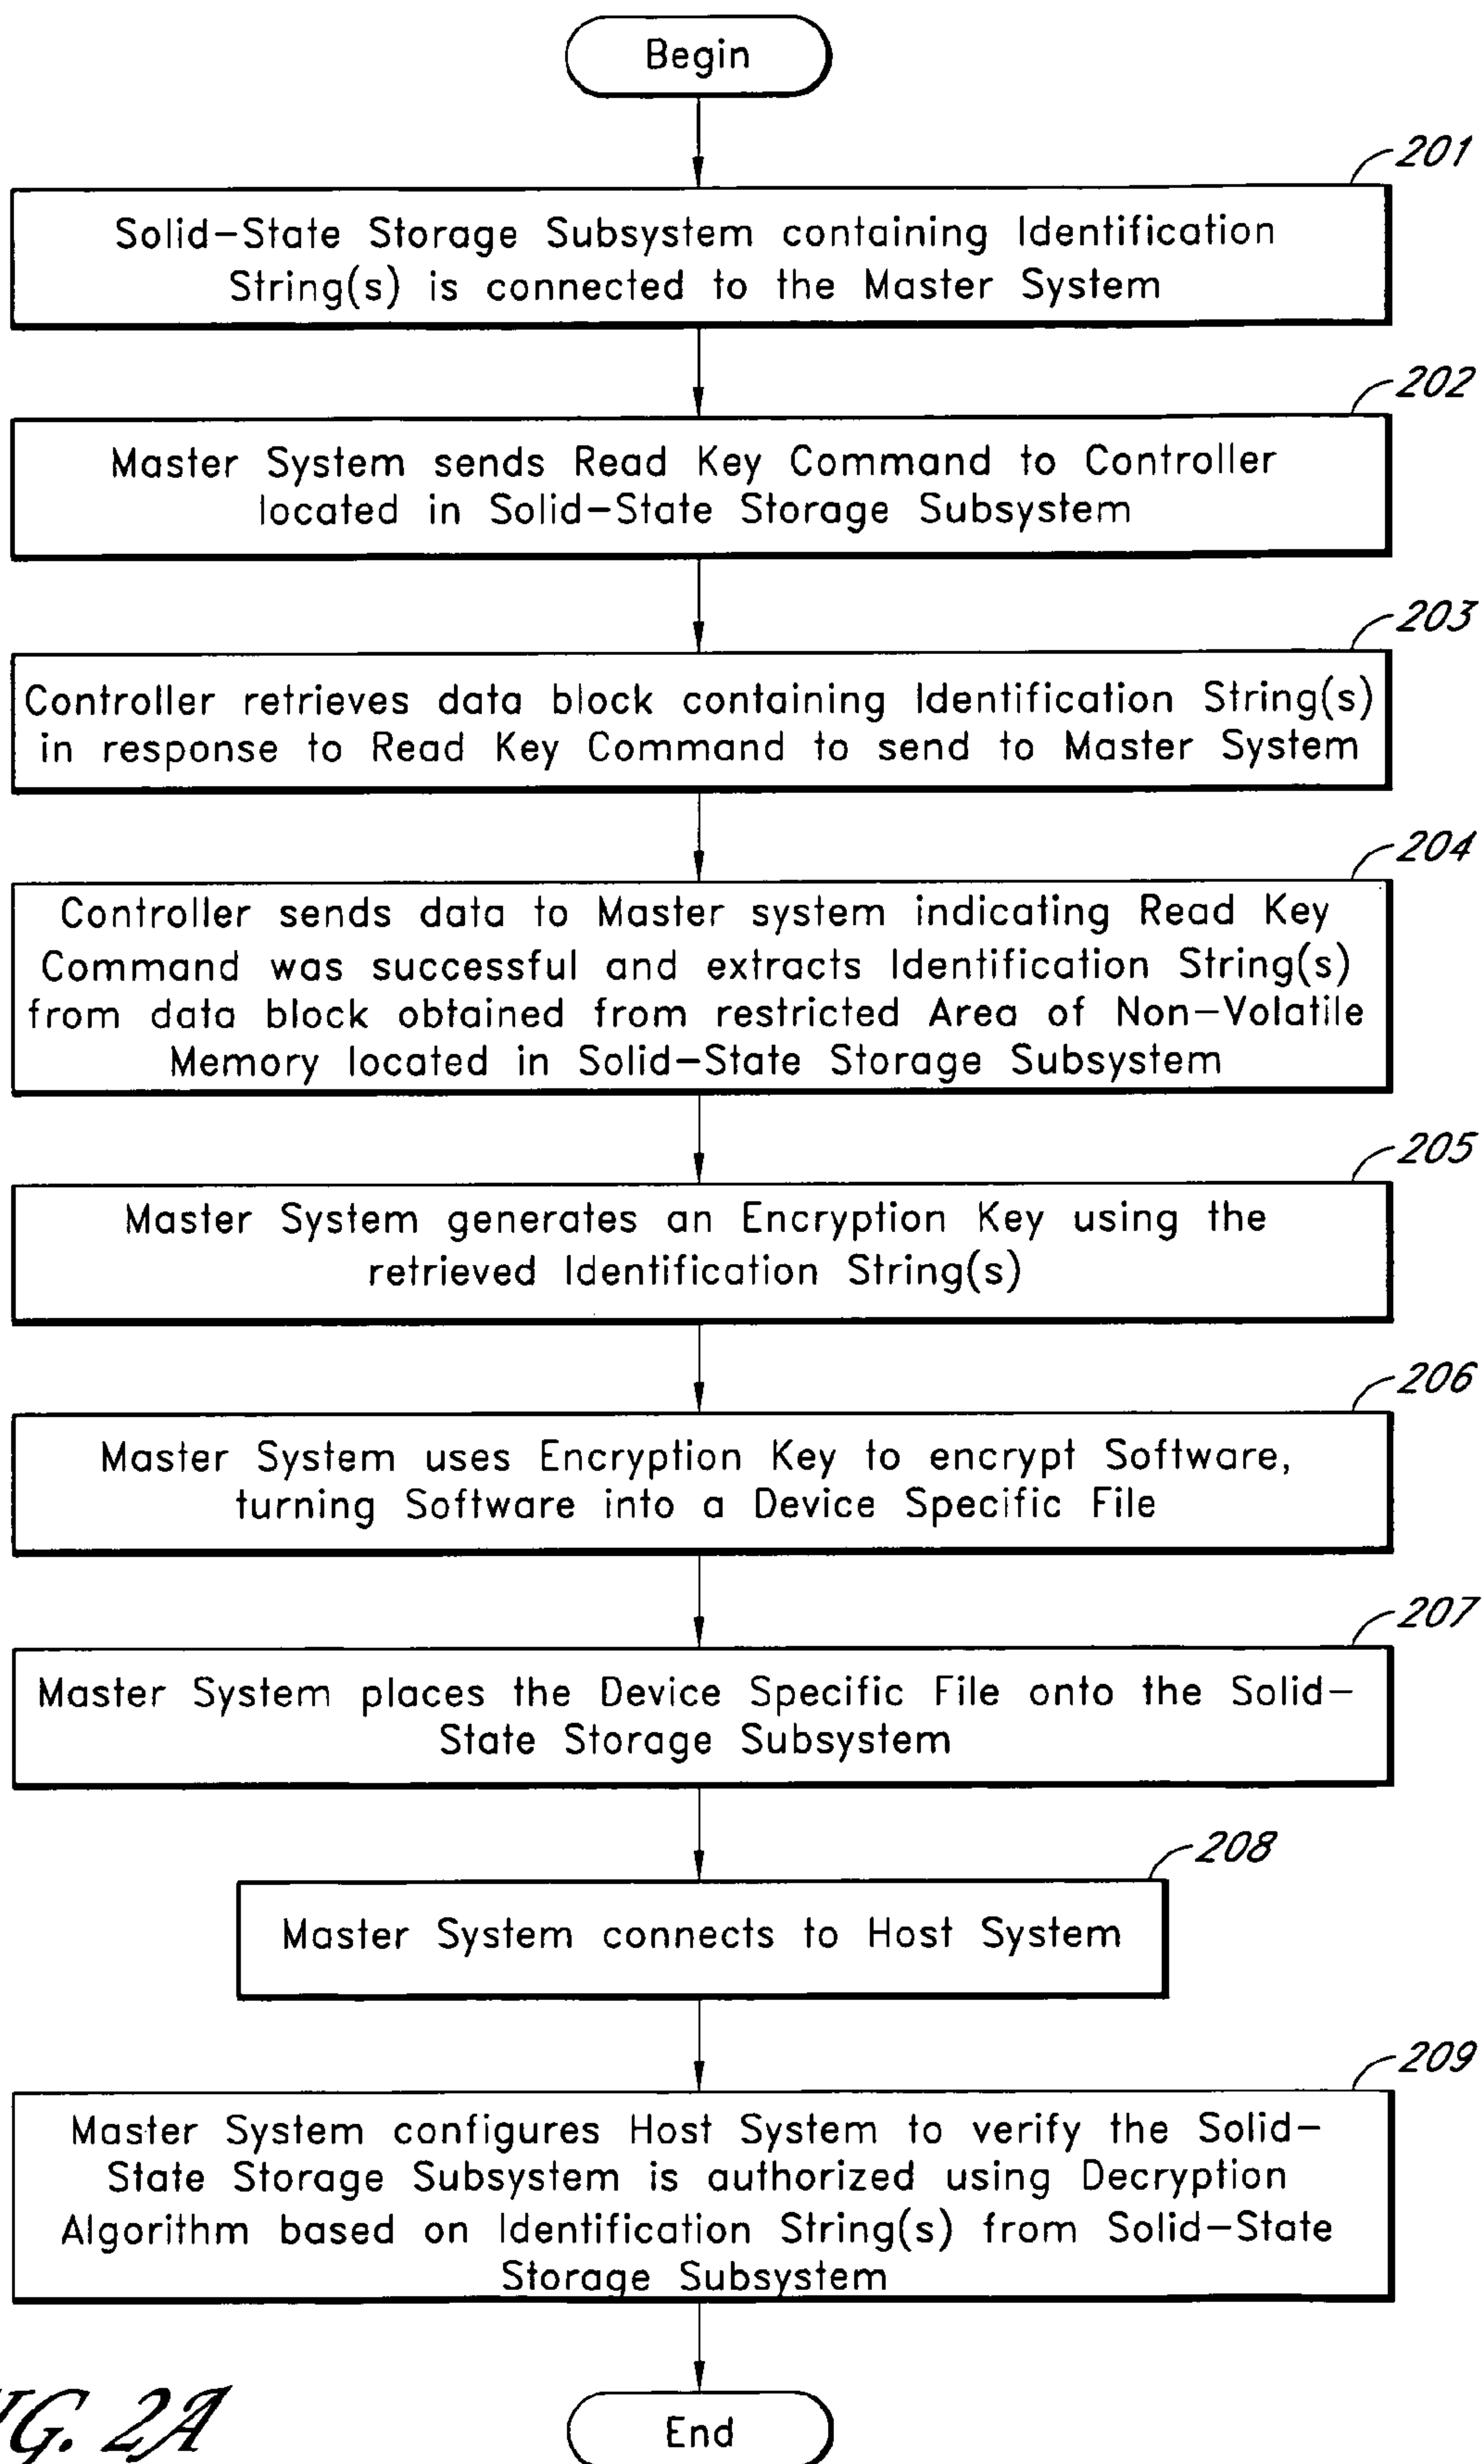 Begin
201
Solid-State Storage Subsystem containing Identification
String(s) is connected to the Master System
202
Master System sends Read Key Command to Controller
located in Solid-State Storage Subsystem
203
Controller retrieves data block containing Identification String(s)
in response to Read Key Command to send to Master System
204
Controller sends data to Master system indicating Read Key
Command was successful and extracts Identification String(s)
from data block obtained from restricted Area of Non-Volatile
Memory located in Solid-State Storage Subsystem
205
Master System generates an Encryption Key using the
retrieved Identification String(s)
206
Master System uses Encryption Key to encrypt Software,
turning Software into a Device Specific File
207
Master System places the Device Specific File onto the Solid-
State Storage Subsystem
208
Master System connects to Host System
209
Master System configures Host System to verify the Solid-
State Storage Subsystem is authorized using Decryption
Algorithm based on Identification String(s) from Solid-State
Storage Subsystem
End
2A